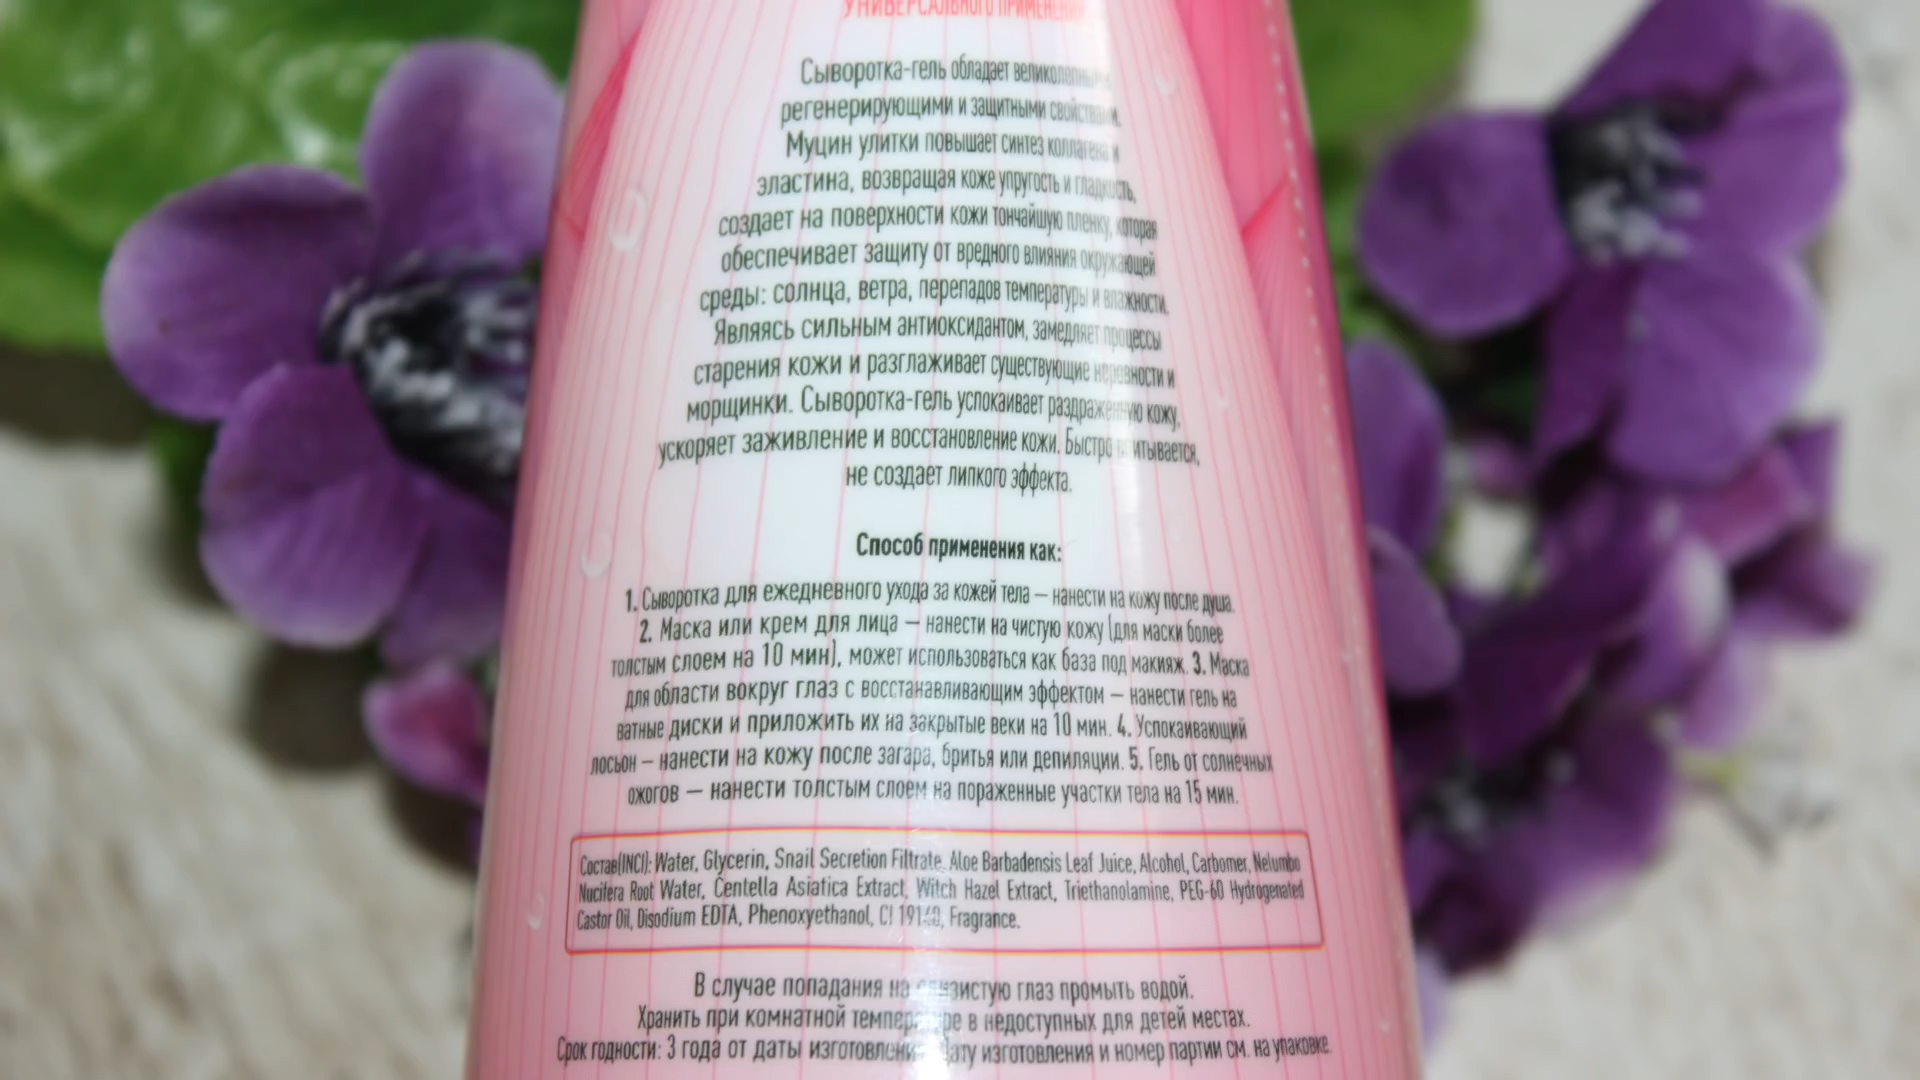 УНИВЕРСАЛЬНОГО ПРИМЕНЕНИЯ
Сыворотка-гель обладает великолепными
регенерирующими и защитными свойствами.
Муцин улитки повышает синтез коллагена и
эластина, возвращая коже упругость и гладкость,
создает на поверхности кожи тончайшую пленку, которая
обеспечивает защиту от вредного влияния окружающей
среды: солнца, ветра, перепадов температуры и влажности.
Являясь сильным антиоксидантом, замедляет процессы
старения кожи и разглаживает существующие неровности и
морщинки. Сыворотка-гель успокаивает раздраженную кожу,
ускоряет заживление и восстановление кожи. Быстро впитывается,
не создает липкого эффекта.
Способ применения как:
1. Сыворотка для ежедневного ухода за кожей тела – нанести на кожу после душа.
2. Маска или крем для лица – нанести на чистую кожу (для маски более
толстым слоем на 10 мин), может использоваться как база под макияж. 3. Маска
для области вокруг глаз с восстанавливающим эффектом – нанести гель на
ватные диски и приложить их на закрытые веки на 10 мин. 4. Успокаивающий
лосьон – нанести на кожу после загара, бритья или депиляции. 5. Гель от солнечных
ожогов – нанести толстым слоем на пораженные участки тела на 15 мин.
Состав(INCI): Water, Glycerin, Snail Secretion Filtrate, Aloe Barbadensis Leaf Juice, Alcohol, Carbomer, Nelumbo
Nucifera Root Water, Centella Asiatica Extract, Witch Hazel Extract, Triethanolamine, PEG-60 Hydrogenated
Castor Oil, Disodium EDTA, Phenoxyethanol, CI 19140, Fragrance.
В случае попадания на слизистую глаз промыть водой.
Хранить при комнатной температуре в недоступных для детей местах.
Срок годности: 3 года от даты изготовления. Дату изготовления и номер партии см. на упаковке.